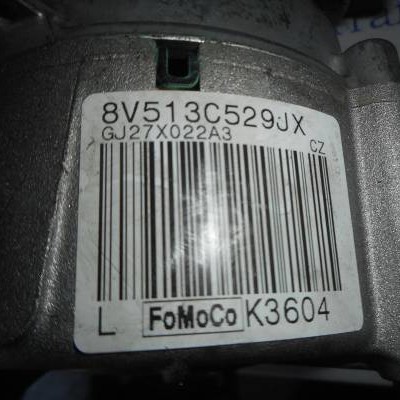 8V513C529JX
GJ27X022A3
CZ
L FoMoCo K3604